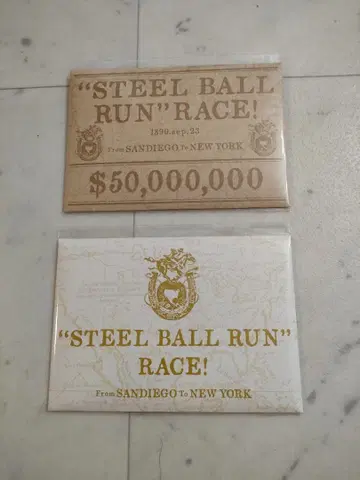 “STEEL BALL
RUN” RACE!
1890.sep.25
From SANDIEGO To NEW YORK
$50,000,000
“STEEL BALL RUN”
RACE!
From SANDIEGO To NEW YORK